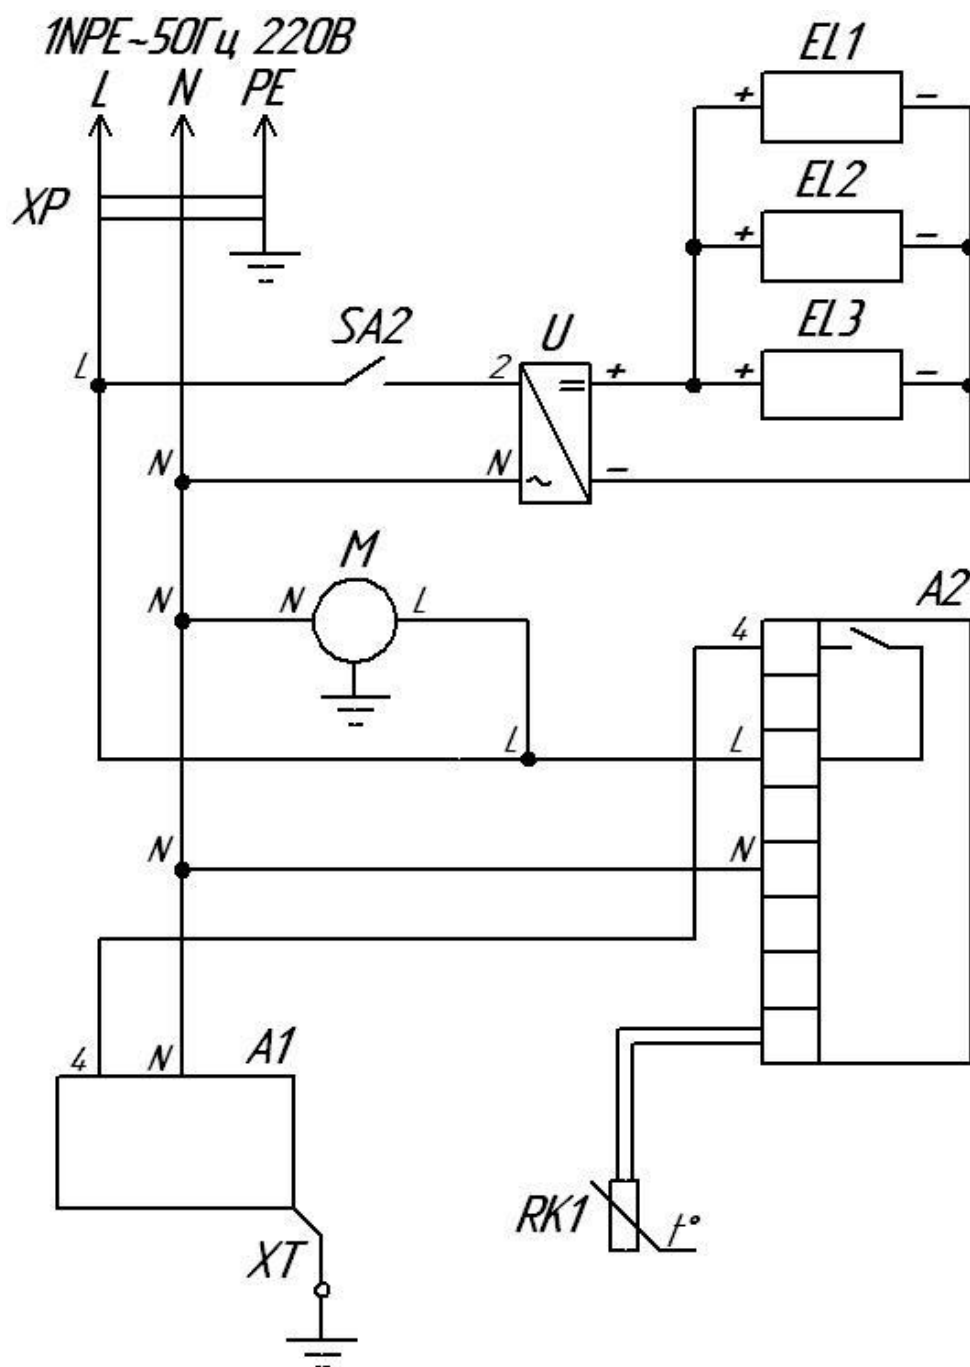 1NPE~50Гц 220В
L N PE
XP
EL1
+ −
EL2
+ −
EL3
+ −
L
SA2
2
U
=
+
N
N
~
−
M
N
N
L
A2
4
L
L
N
N
4
N
A1
XT
RK1
t°